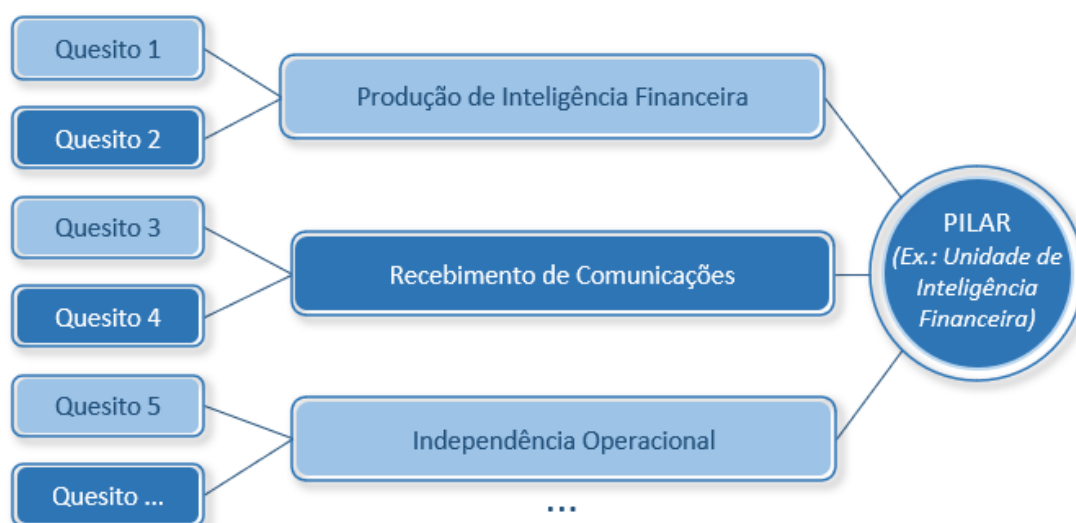 Quesito 1
Quesito 2
Quesito 3
Quesito 4
Quesito 5
Quesito ...
Produção de Inteligência Financeira
Recebimento de Comunicações
Independência Operacional
...
PILAR
(Ex.: Unidade de
Inteligência
Financeira)